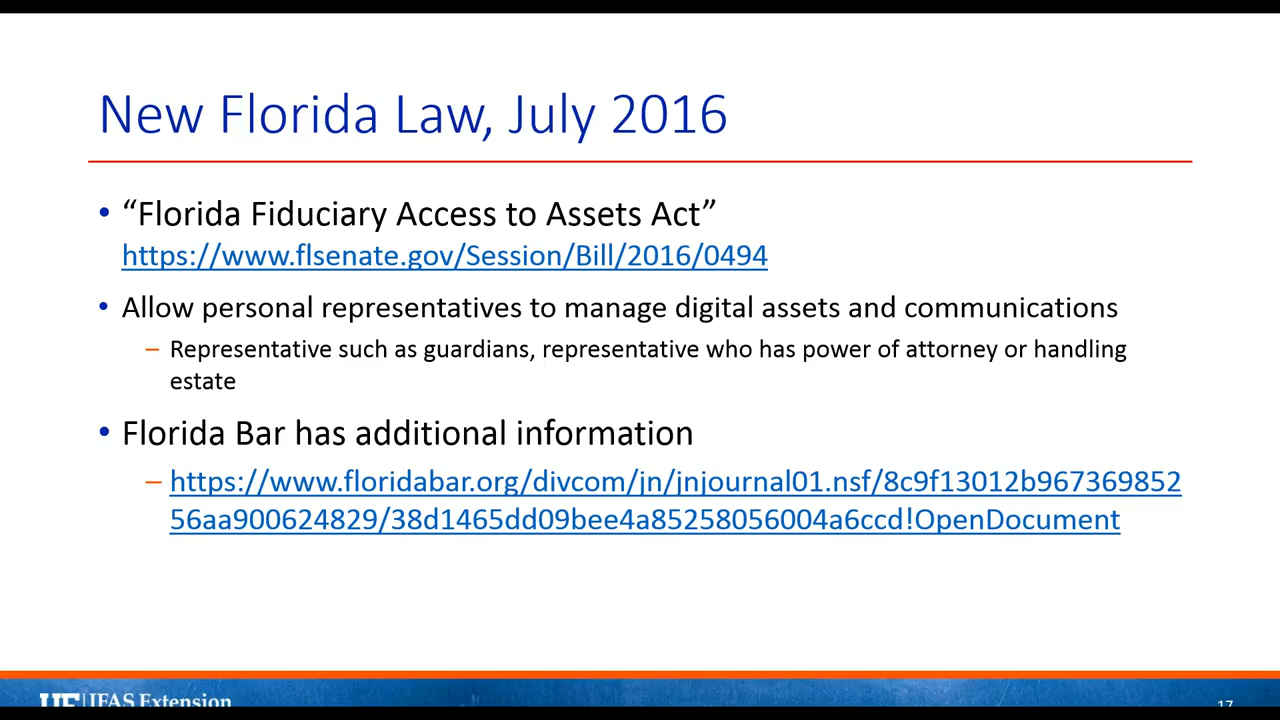 New Florida Law, July 2016
• “Florida Fiduciary Access to Assets Act”
https://www.flsenate.gov/Session/Bill/2016/0494
• Allow personal representatives to manage digital assets and communications
– Representative such as guardians, representative who has power of attorney or handling
estate
• Florida Bar has additional information
– https://www.floridabar.org/divcom/jn/jnjournal01.nsf/8c9f13012b967369852
56aa900624829/38d1465dd09bee4a85258056004a6ccd!OpenDocument
UF IFAS Extension
17